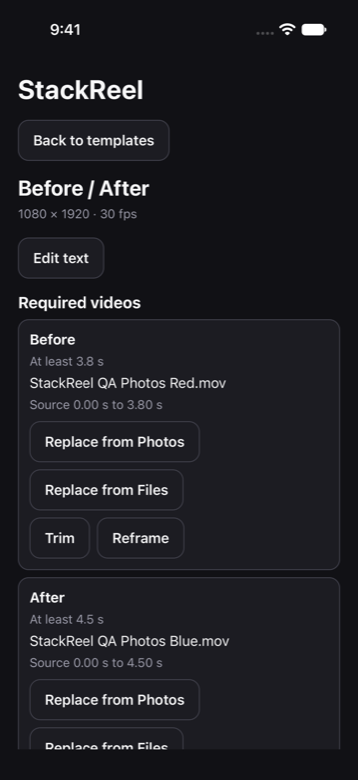 9:41
StackReel
Back to templates
Before / After
1080 × 1920 · 30 fps
Edit text
Required videos
Before
At least 3.8 s
StackReel QA Photos Red.mov
Source 0.00 s to 3.80 s
Replace from Photos
Replace from Files
Trim Reframe
After
At least 4.5 s
StackReel QA Photos Blue.mov
Source 0.00 s to 4.50 s
Replace from Photos
Replace from Files